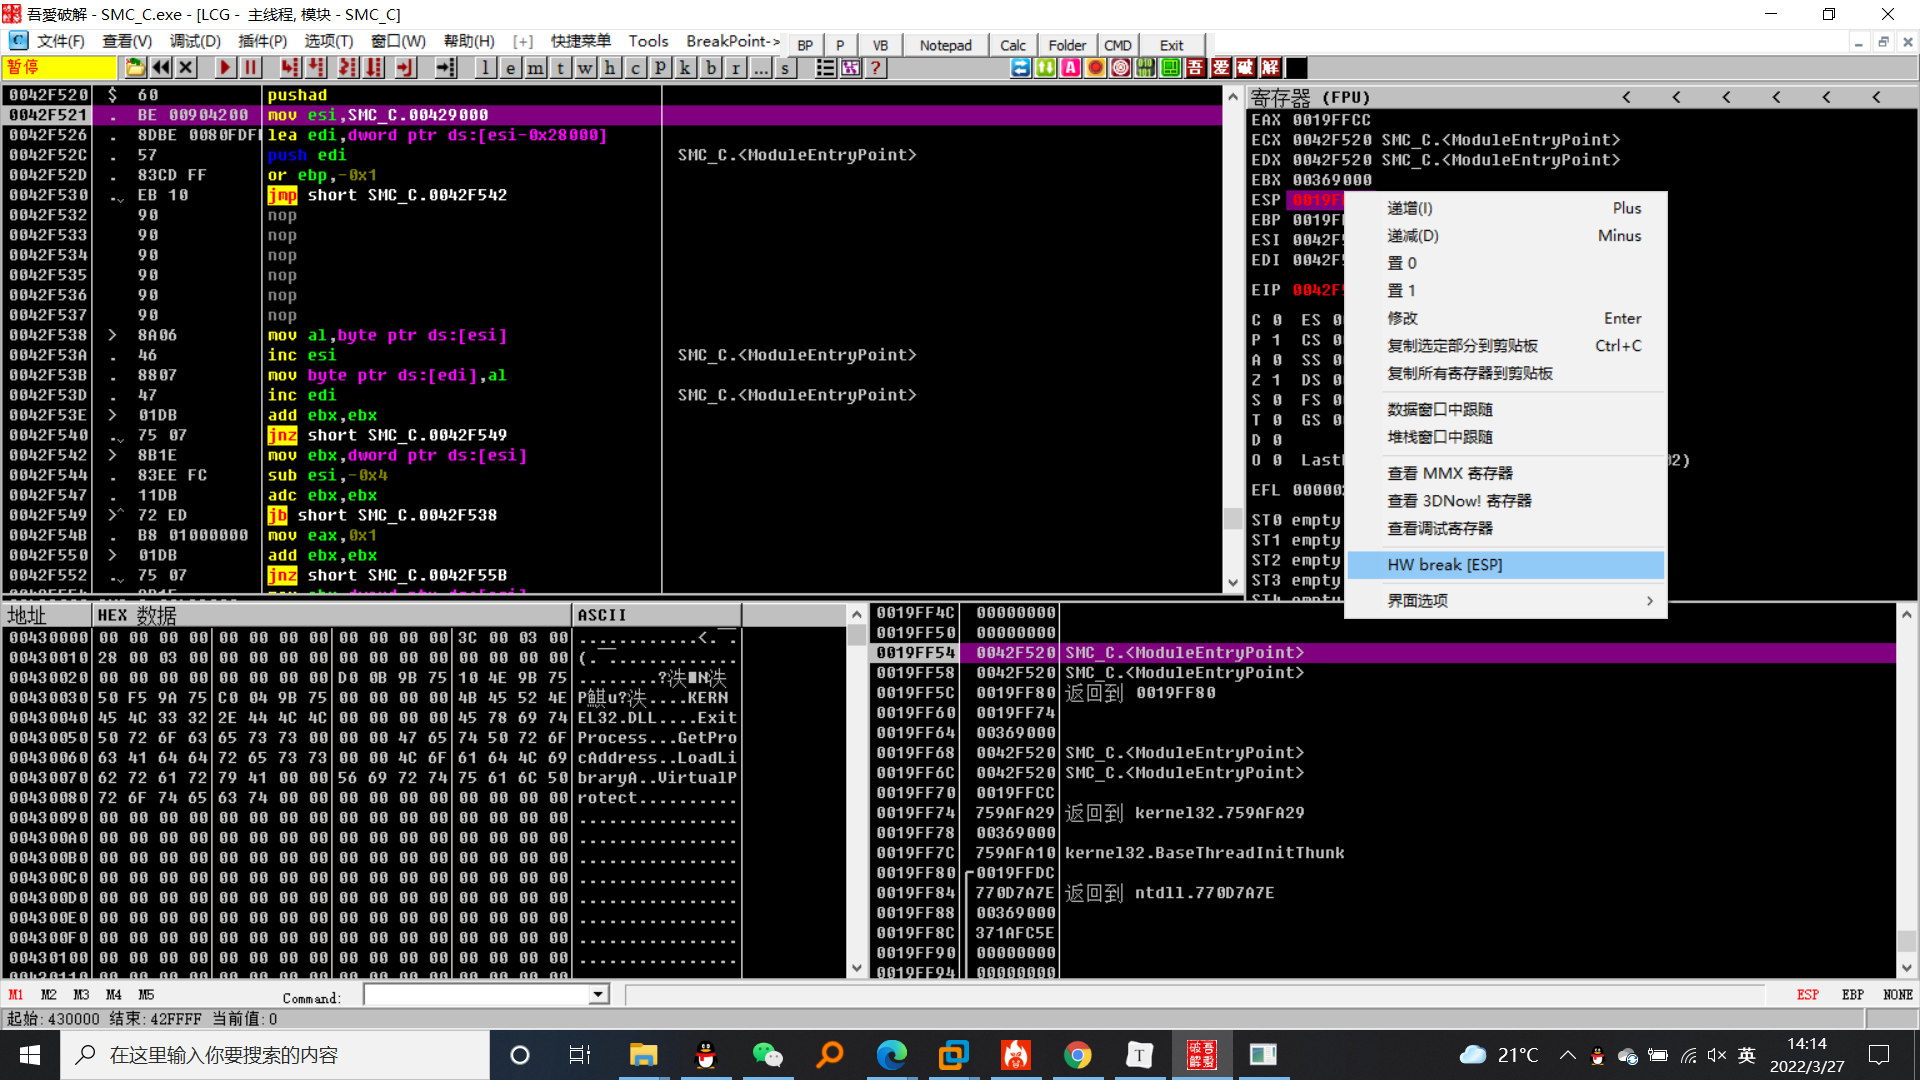 吾愛破解 - SMC_C.exe - [LCG - 主线程, 模块 - SMC_C]
文件(F) 查看(V) 调试(D) 插件(P) 选项(T) 窗口(W) 帮助(H) [+] 快捷菜单 Tools BreakPoint-> BP P VB Notepad Calc Folder CMD Exit
暂停 l e m t w h c p k b r ... s ? 吾 爱 破 解
0042F520 $ 60 pushad
0042F521 . BE 00904200 mov esi,SMC_C.00429000
0042F526 . 8DBE 0080FDF lea edi,dword ptr ds:[esi-0x28000]
0042F52C . 57 push edi SMC_C.<ModuleEntryPoint>
0042F52D . 83CD FF or ebp,-0x1
0042F530 . EB 10 jmp short SMC_C.0042F542
0042F532 90 nop
0042F533 90 nop
0042F534 90 nop
0042F535 90 nop
0042F536 90 nop
0042F537 90 nop
0042F538 > 8A06 mov al,byte ptr ds:[esi]
0042F53A . 46 inc esi SMC_C.<ModuleEntryPoint>
0042F53B . 8807 mov byte ptr ds:[edi],al
0042F53D . 47 inc edi SMC_C.<ModuleEntryPoint>
0042F53E > 01DB add ebx,ebx
0042F540 . 75 07 jnz short SMC_C.0042F549
0042F542 > 8B1E mov ebx,dword ptr ds:[esi]
0042F544 . 83EE FC sub esi,-0x4
0042F547 . 11DB adc ebx,ebx
0042F549 >^ 72 ED jb short SMC_C.0042F538
0042F54B . B8 01000000 mov eax,0x1
0042F550 > 01DB add ebx,ebx
0042F552 . 75 07 jnz short SMC_C.0042F55B
寄存器 (FPU) < < < < < <
EAX 0019FFCC
ECX 0042F520 SMC_C.<ModuleEntryPoint>
EDX 0042F520 SMC_C.<ModuleEntryPoint>
EBX 00369000
ESP 0019F
EBP 0019F
ESI 0042F
EDI 0042F
EIP 0042F
C 0 ES 0
P 1 CS 0
A 0 SS 0
Z 1 DS 0
S 0 FS 0
T 0 GS 0
D 0
O 0 Last 02)
EFL 00000
ST0 empty
ST1 empty
ST2 empty
ST3 empty
ST4 empty
递增(I) Plus
递减(D) Minus
置 0
置 1
修改 Enter
复制选定部分到剪贴板 Ctrl+C
复制所有寄存器到剪贴板
数据窗口中跟随
堆栈窗口中跟随
查看 MMX 寄存器
查看 3DNow! 寄存器
查看调试寄存器
HW break [ESP]
界面选项 >
地址 HEX 数据 ASCII
00430000 00 00 00 00 00 00 00 00 00 00 00 00 3C 00 03 00 ............<. .
00430010 28 00 03 00 00 00 00 00 00 00 00 00 00 00 00 00 (. .............
00430020 00 00 00 00 00 00 00 00 D0 0B 9B 75 10 4E 9B 75
00430030 50 F5 9A 75 C0 04 9B 75 00 00 00 00 4B 45 52 4E
00430040 45 4C 33 32 2E 44 4C 4C 00 00 00 00 45 78 69 74 EL32.DLL....Exit
00430050 50 72 6F 63 65 73 73 00 00 00 47 65 74 50 72 6F Process...GetPro
00430060 63 41 64 64 72 65 73 73 00 00 4C 6F 61 64 4C 69 cAddress..LoadLi
00430070 62 72 61 72 79 41 00 00 56 69 72 74 75 61 6C 50 braryA..VirtualP
00430080 72 6F 74 65 63 74 00 00 00 00 00 00 00 00 00 00 rotect..........
00430090 00 00 00 00 00 00 00 00 00 00 00 00 00 00 00 00 ................
004300A0 00 00 00 00 00 00 00 00 00 00 00 00 00 00 00 00 ................
004300B0 00 00 00 00 00 00 00 00 00 00 00 00 00 00 00 00 ................
004300C0 00 00 00 00 00 00 00 00 00 00 00 00 00 00 00 00 ................
004300D0 00 00 00 00 00 00 00 00 00 00 00 00 00 00 00 00 ................
004300E0 00 00 00 00 00 00 00 00 00 00 00 00 00 00 00 00 ................
004300F0 00 00 00 00 00 00 00 00 00 00 00 00 00 00 00 00 ................
00430100 00 00 00 00 00 00 00 00 00 00 00 00 00 00 00 00 ................
00430110 00 00 00 00 00 00 00 00 00 00 00 00 00 00 00 00
0019FF4C 00000000
0019FF50 00000000
0019FF54 0042F520 SMC_C.<ModuleEntryPoint>
0019FF58 0042F520 SMC_C.<ModuleEntryPoint>
0019FF5C 0019FF80 返回到 0019FF80
0019FF60 0019FF74
0019FF64 00369000
0019FF68 0042F520 SMC_C.<ModuleEntryPoint>
0019FF6C 0042F520 SMC_C.<ModuleEntryPoint>
0019FF70 0019FFCC
0019FF74 759AFA29 返回到 kernel32.759AFA29
0019FF78 00369000
0019FF7C 759AFA10 kernel32.BaseThreadInitThunk
0019FF80 0019FFDC
0019FF84 770D7A7E 返回到 ntdll.770D7A7E
0019FF88 00369000
0019FF8C 371AFC5E
0019FF90 00000000
0019FF94 00000000
M1 M2 M3 M4 M5 Command: ESP EBP NONE
起始: 430000 结束: 42FFFF 当前值: 0
在这里输入你要搜索的内容 T 破吾解爱 21°C 英 14:14
2022/3/27